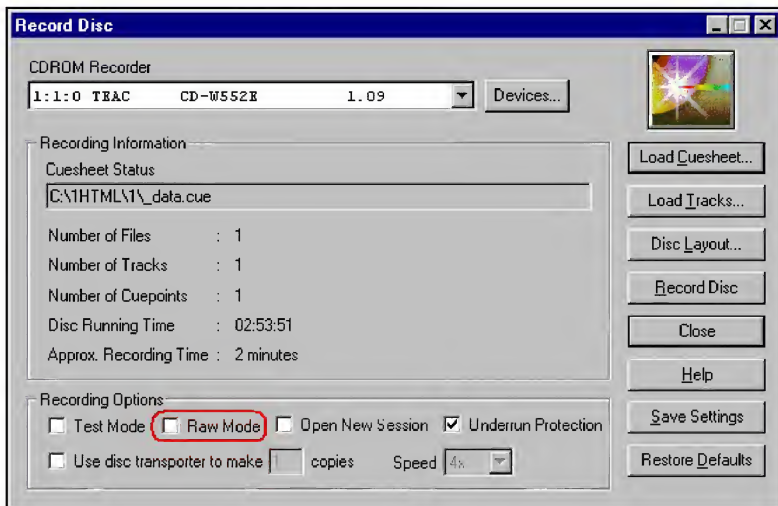 Record Disc
CDROM Recorder
1:1:0 TEAC CD-W552E 1.09
Devices...
Recording Information
Cuesheet Status
C:\1HTML\1\_data.cue
Number of Files : 1
Number of Tracks : 1
Number of Cuepoints : 1
Disc Running Time : 02:53:51
Approx. Recording Time : 2 minutes
Recording Options
Test Mode Raw Mode Open New Session Underrun Protection
Use disc transporter to make 1 copies Speed 4x
Load Cuesheet...
Load Tracks...
Disc Layout...
Record Disc
Close
Help
Save Settings
Restore Defaults